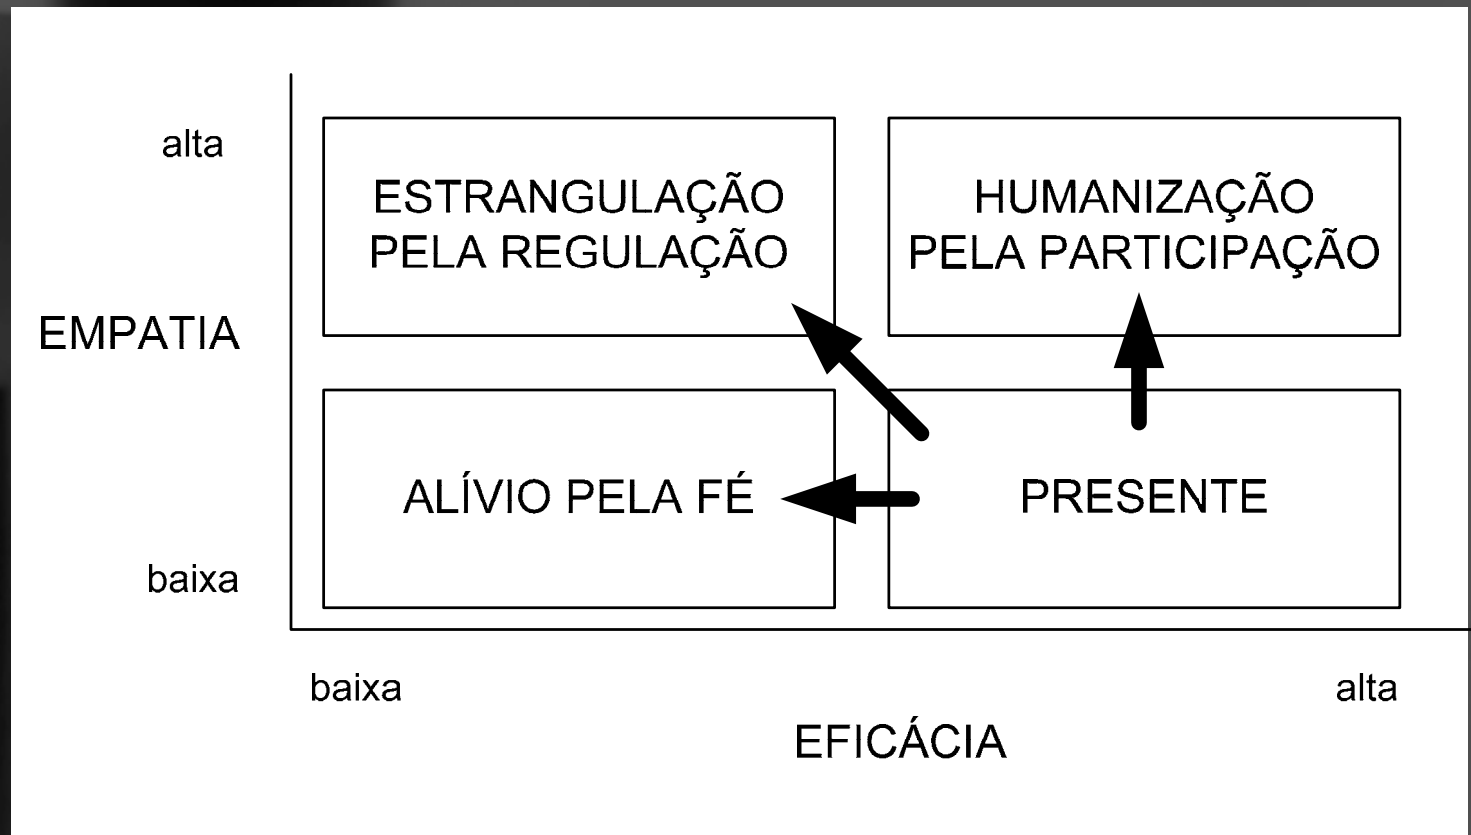 alta
ESTRANGULAÇÃO
PELA REGULAÇÃO
HUMANIZAÇÃO
PELA PARTICIPAÇÃO
EMPATIA
ALÍVIO PELA FÉ
PRESENTE
baixa
baixa
alta
EFICÁCIA